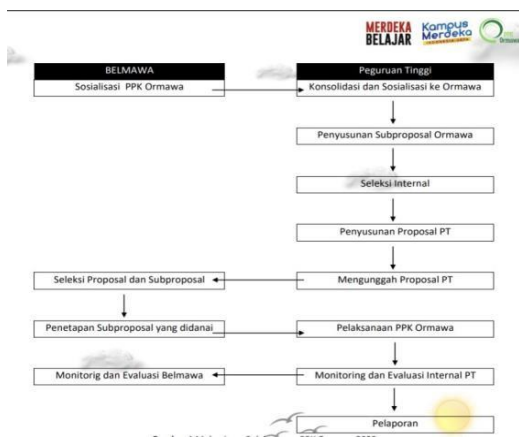 MERDEKA BELAJAR
Kampus Merdeka
BELMAWA
Peguruan Tinggi
Sosialisasi PPK Ormawa
Konsolidasi dan Sosialisasi ke Ormawa
Penyusunan Subproposal Ormawa
Seleksi Internal
Penyusunan Proposal PT
Seleksi Proposal dan Subproposal
Mengunggah Proposal PT
Penetapan Subproposal yang didanai
Pelaksanaan PPK Ormawa
Monitorig dan Evaluasi Belmawa
Monitoring dan Evaluasi Internal PT
Pelaporan